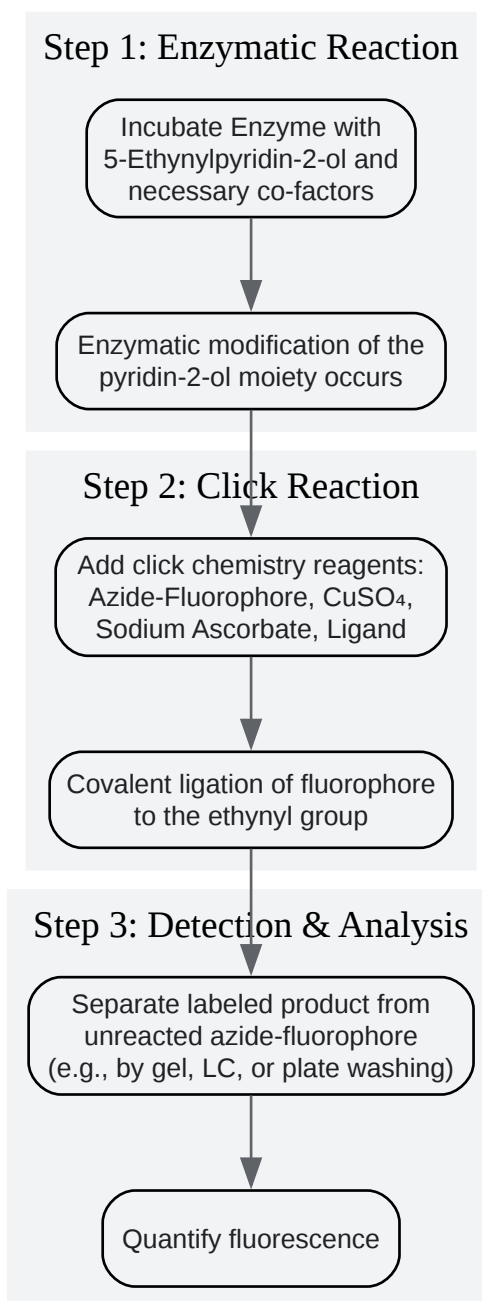 Step 1: Enzymatic Reaction
Incubate Enzyme with
5-Ethynylpyridin-2-ol and
necessary co-factors
Enzymatic modification of the
pyridin-2-ol moiety occurs
Step 2: Click Reaction
Add click chemistry reagents:
Azide-Fluorophore, CuSO₄,
Sodium Ascorbate, Ligand
Covalent ligation of fluorophore
to the ethynyl group
Step 3: Detection & Analysis
Separate labeled product from
unreacted azide-fluorophore
(e.g., by gel, LC, or plate washing)
Quantify fluorescence